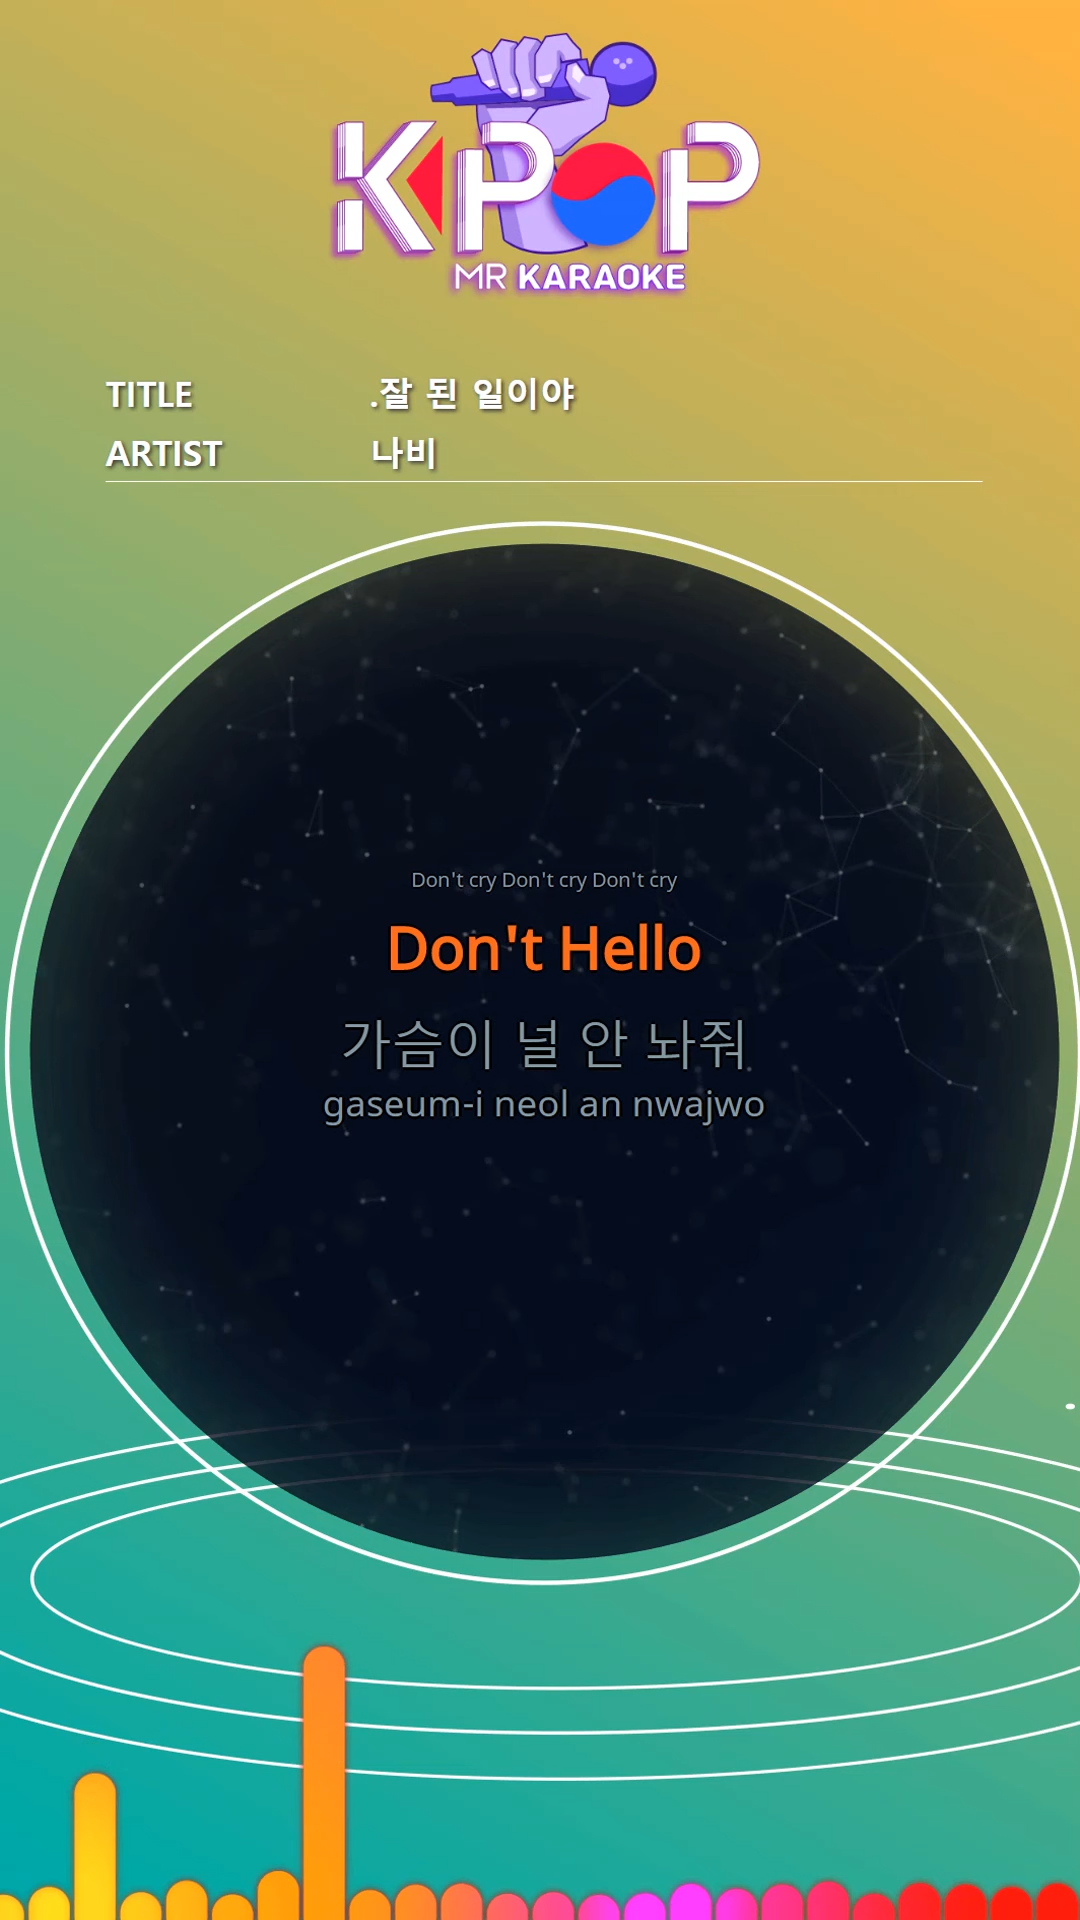 KPOP
MR KARAOKE
TITLE .잘 된 일이야
ARTIST 나비
Don't cry Don't cry Don't cry
Don't Hello
가슴이 널 안 놔줘
gaseum-i neol an nwajwo